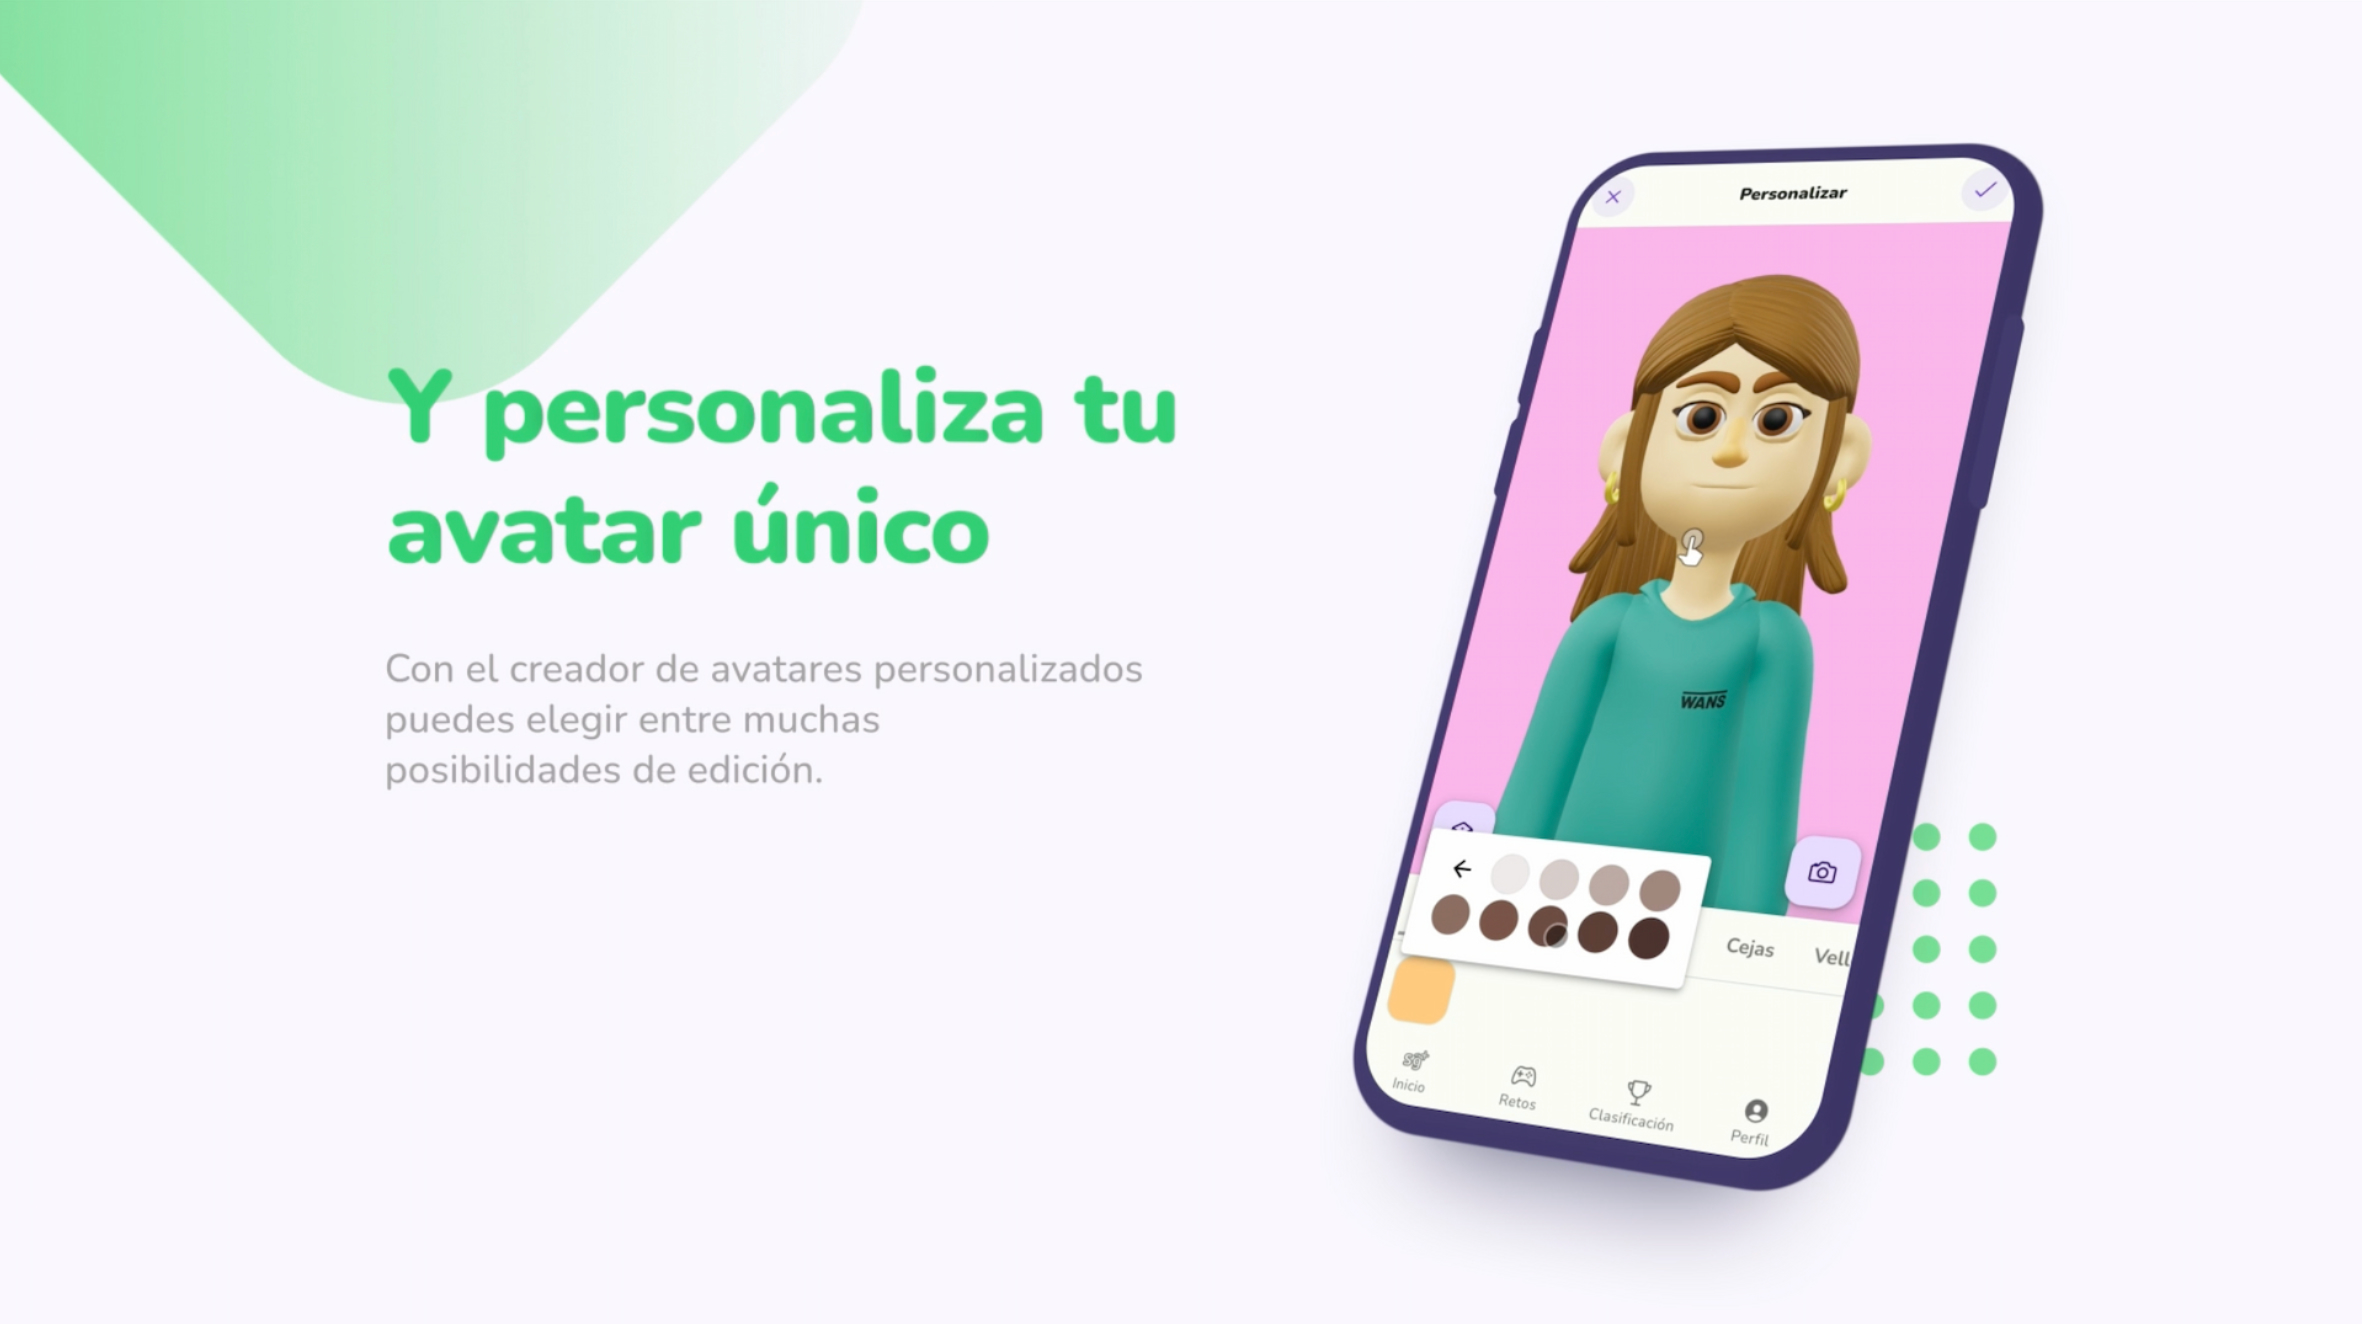 Y personaliza tu
avatar único
Con el creador de avatares personalizados
puedes elegir entre muchas
posibilidades de edición.
Personalizar
WANS
Cejas
Vell
sg+
Inicio
Retos
Clasificación
Perfil